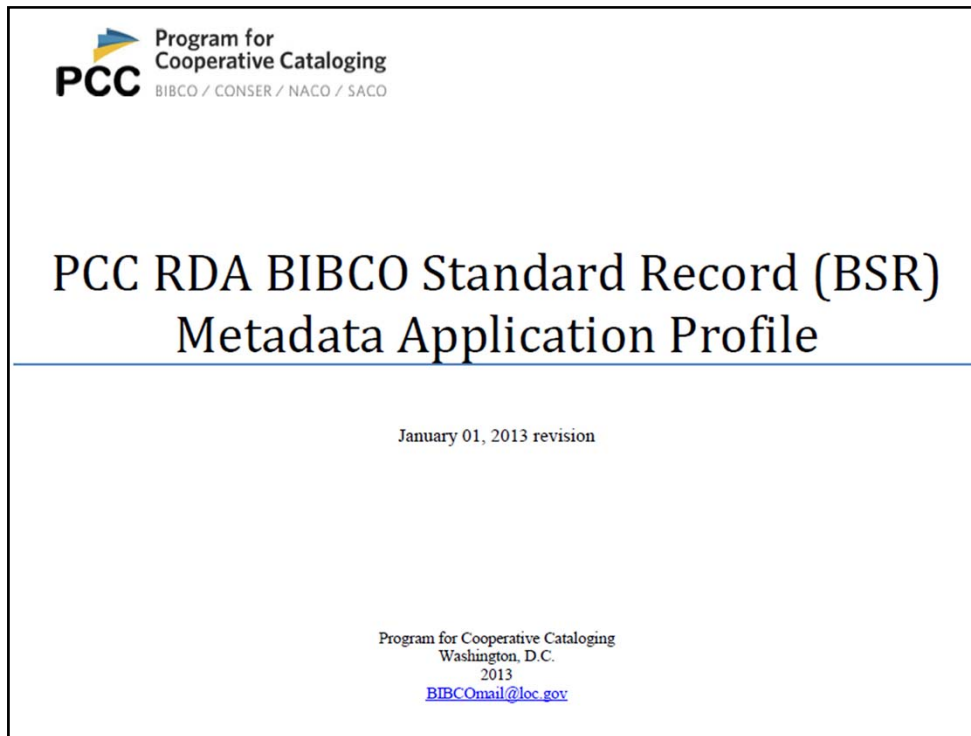 PCC
Program for
Cooperative Cataloging
BIBCO / CONSER / NACO / SACO
PCC RDA BIBCO Standard Record (BSR)
Metadata Application Profile
January 01, 2013 revision
Program for Cooperative Cataloging
Washington, D.C.
2013
BIBCOmail@loc.gov